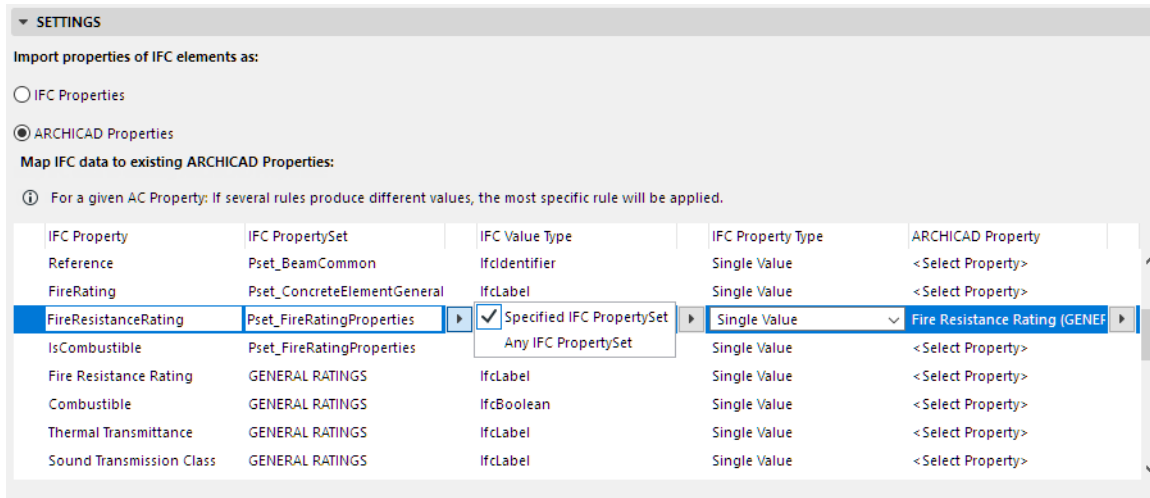 SETTINGS
Import properties of IFC elements as:
IFC Properties
ARCHICAD Properties
Map IFC data to existing ARCHICAD Properties:
For a given AC Property: If several rules produce different values, the most specific rule will be applied.
IFC Property IFC PropertySet IFC Value Type IFC Property Type ARCHICAD Property
Reference Pset_BeamCommon IfcIdentifier Single Value <Select Property>
FireRating Pset_ConcreteElementGeneral IfcLabel Single Value <Select Property>
FireResistanceRating Pset_FireRatingProperties Specified IFC PropertySet Single Value Fire Resistance Rating (GENER
Any IFC PropertySet
IsCombustible Pset_FireRatingProperties Single Value <Select Property>
Fire Resistance Rating GENERAL RATINGS IfcLabel Single Value <Select Property>
Combustible GENERAL RATINGS IfcBoolean Single Value <Select Property>
Thermal Transmittance GENERAL RATINGS IfcLabel Single Value <Select Property>
Sound Transmission Class GENERAL RATINGS IfcLabel Single Value <Select Property>